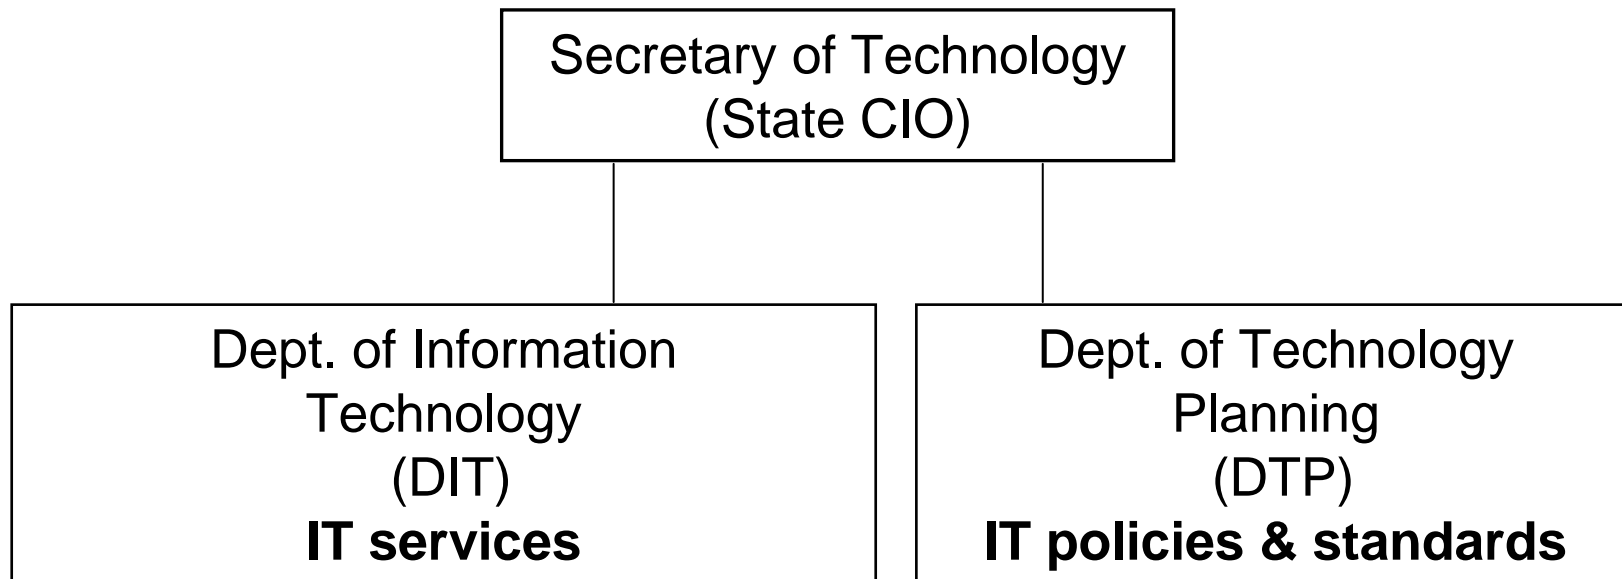 Secretary of Technology
(State CIO)
Dept. of Information
Technology
(DIT)
IT services
Dept. of Technology
Planning
(DTP)
IT policies & standards